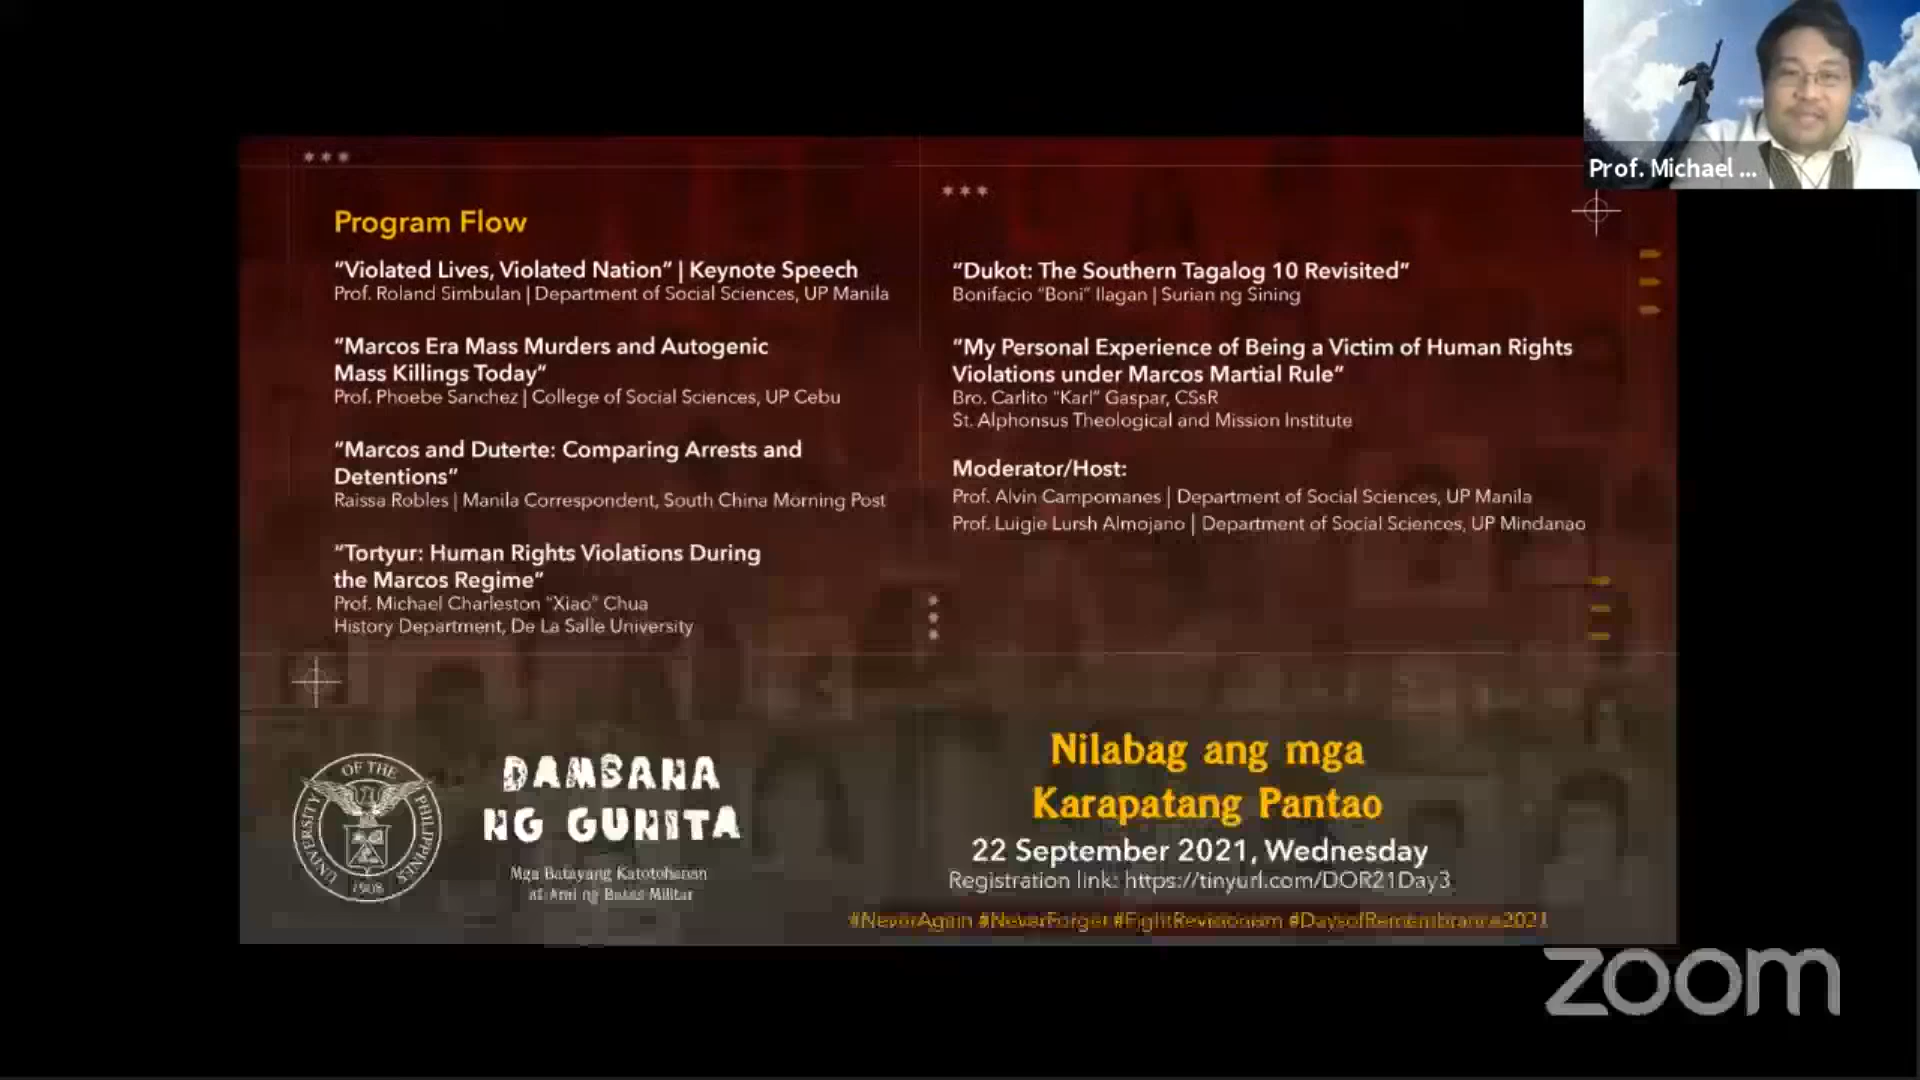 Prof. Michael ...
Program Flow
“Violated Lives, Violated Nation” | Keynote Speech
Prof. Roland Simbulan | Department of Social Sciences, UP Manila
“Marcos Era Mass Murders and Autogenic
Mass Killings Today”
Prof. Phoebe Sanchez | College of Social Sciences, UP Cebu
“Marcos and Duterte: Comparing Arrests and
Detentions”
Raissa Robles | Manila Correspondent, South China Morning Post
“Tortyur: Human Rights Violations During
the Marcos Regime”
Prof. Michael Charleston “Xiao” Chua
History Department, De La Salle University
“Dukot: The Southern Tagalog 10 Revisited”
Bonifacio “Boni” Ilagan | Surian ng Sining
“My Personal Experience of Being a Victim of Human Rights
Violations under Marcos Martial Rule”
Bro. Carlito “Karl” Gaspar, CSsR
St. Alphonsus Theological and Mission Institute
Moderator/Host:
Prof. Alvin Campomanes | Department of Social Sciences, UP Manila
Prof. Luigie Lursh Almojano | Department of Social Sciences, UP Mindanao
UNIVERSITY OF THE PHILIPPINES
1908
DAMBANA
NG GUNITA
Mga Batayang Katotohanan
at Aral ng Batas Militar
Nilabag ang mga
Karapatang Pantao
22 September 2021, Wednesday
Registration link: https://tinyurl.com/DOR21Day3
#NeverAgain #NeverForget #FightRevisionism #DaysofRemembrance2021
zoom